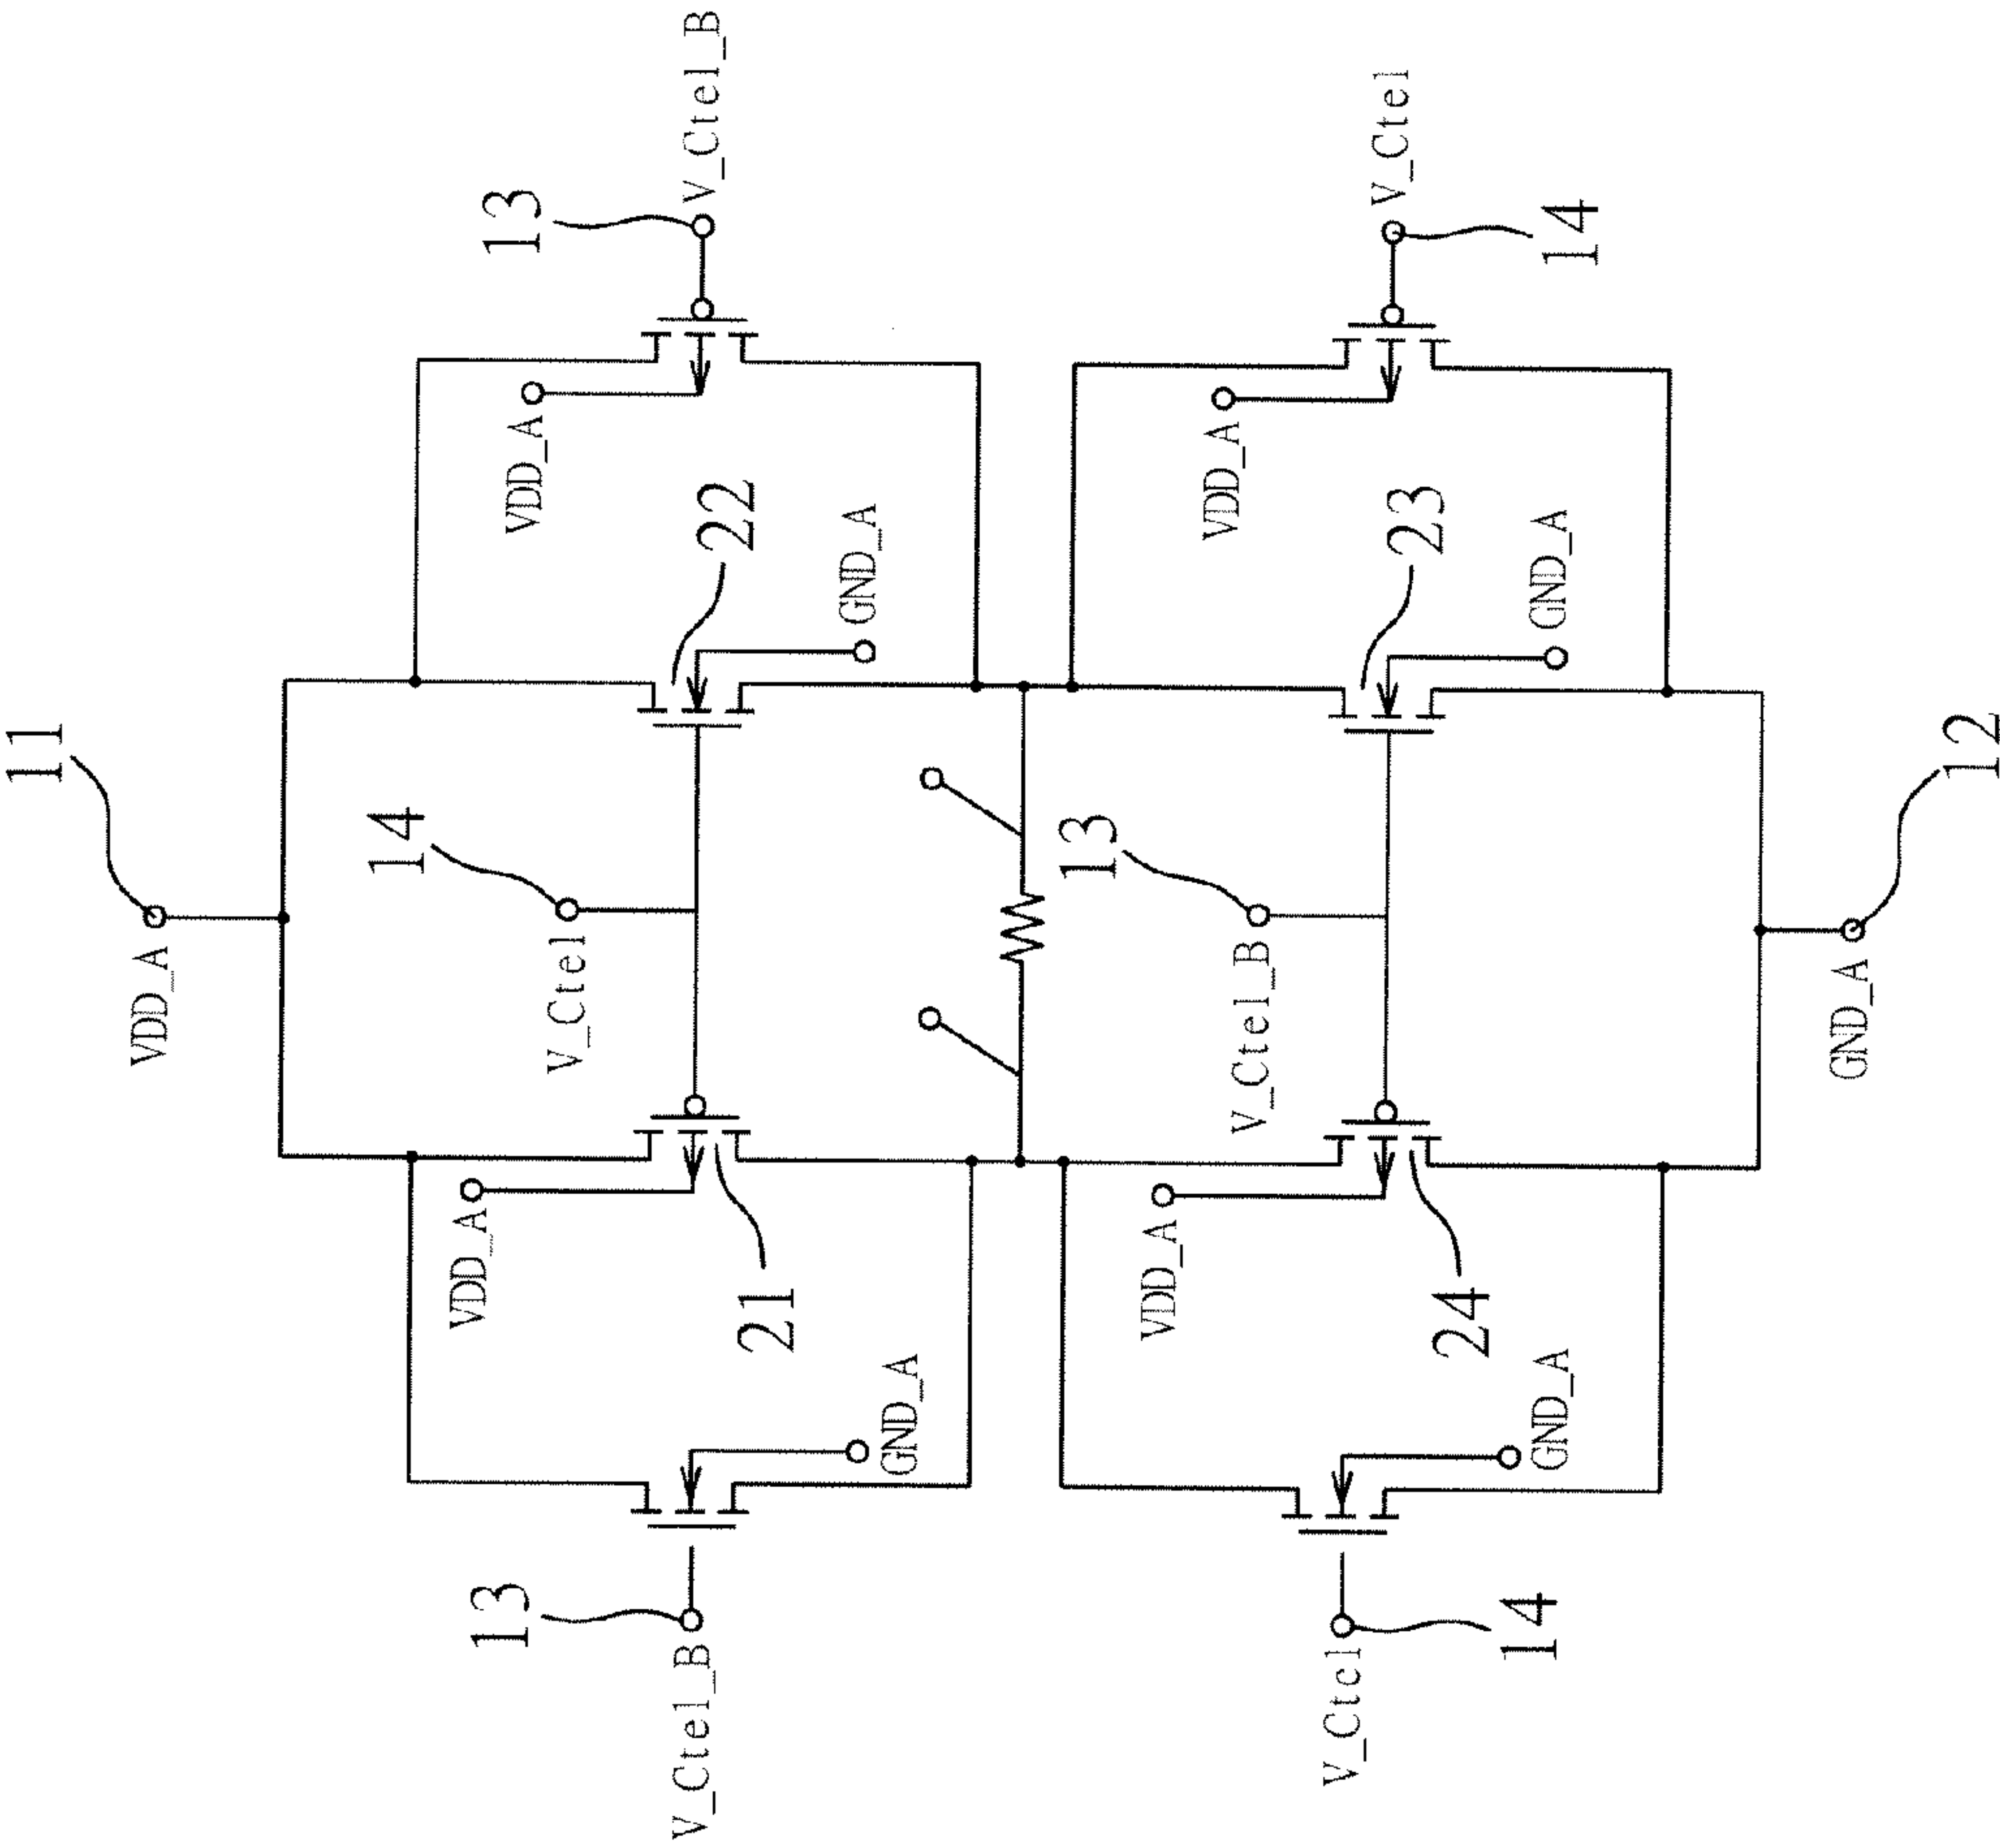 V_Ctel_B
V_Ctel
13
14
VDD_A
VDD_A
22
23
GND_A
GND_A
11
12
14
13
VDD_A
V_Ctel
V_Ctel_B
GND_A
VDD_A
VDD_A
21
24
GND_A
GND_A
13
14
V_Ctel_B
V_Ctel